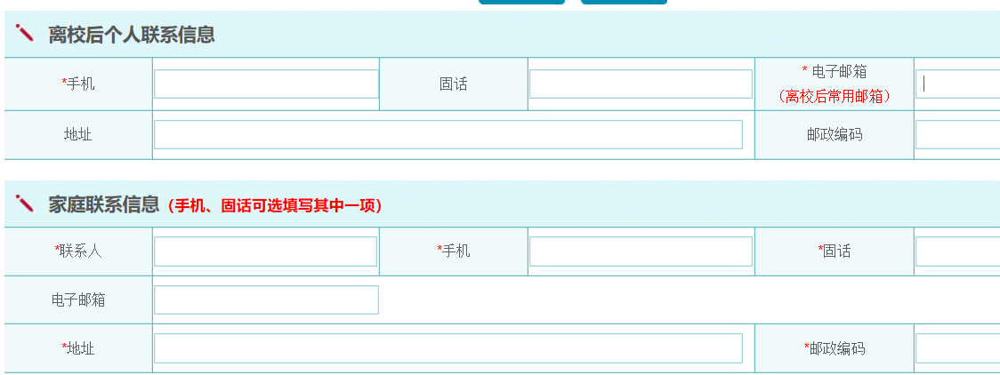 离校后个人联系信息
*手机 固话 * 电子邮箱
（离校后常用邮箱）
地址 邮政编码
家庭联系信息（手机、固话可选填写其中一项）
*联系人 *手机 *固话
电子邮箱
*地址 *邮政编码